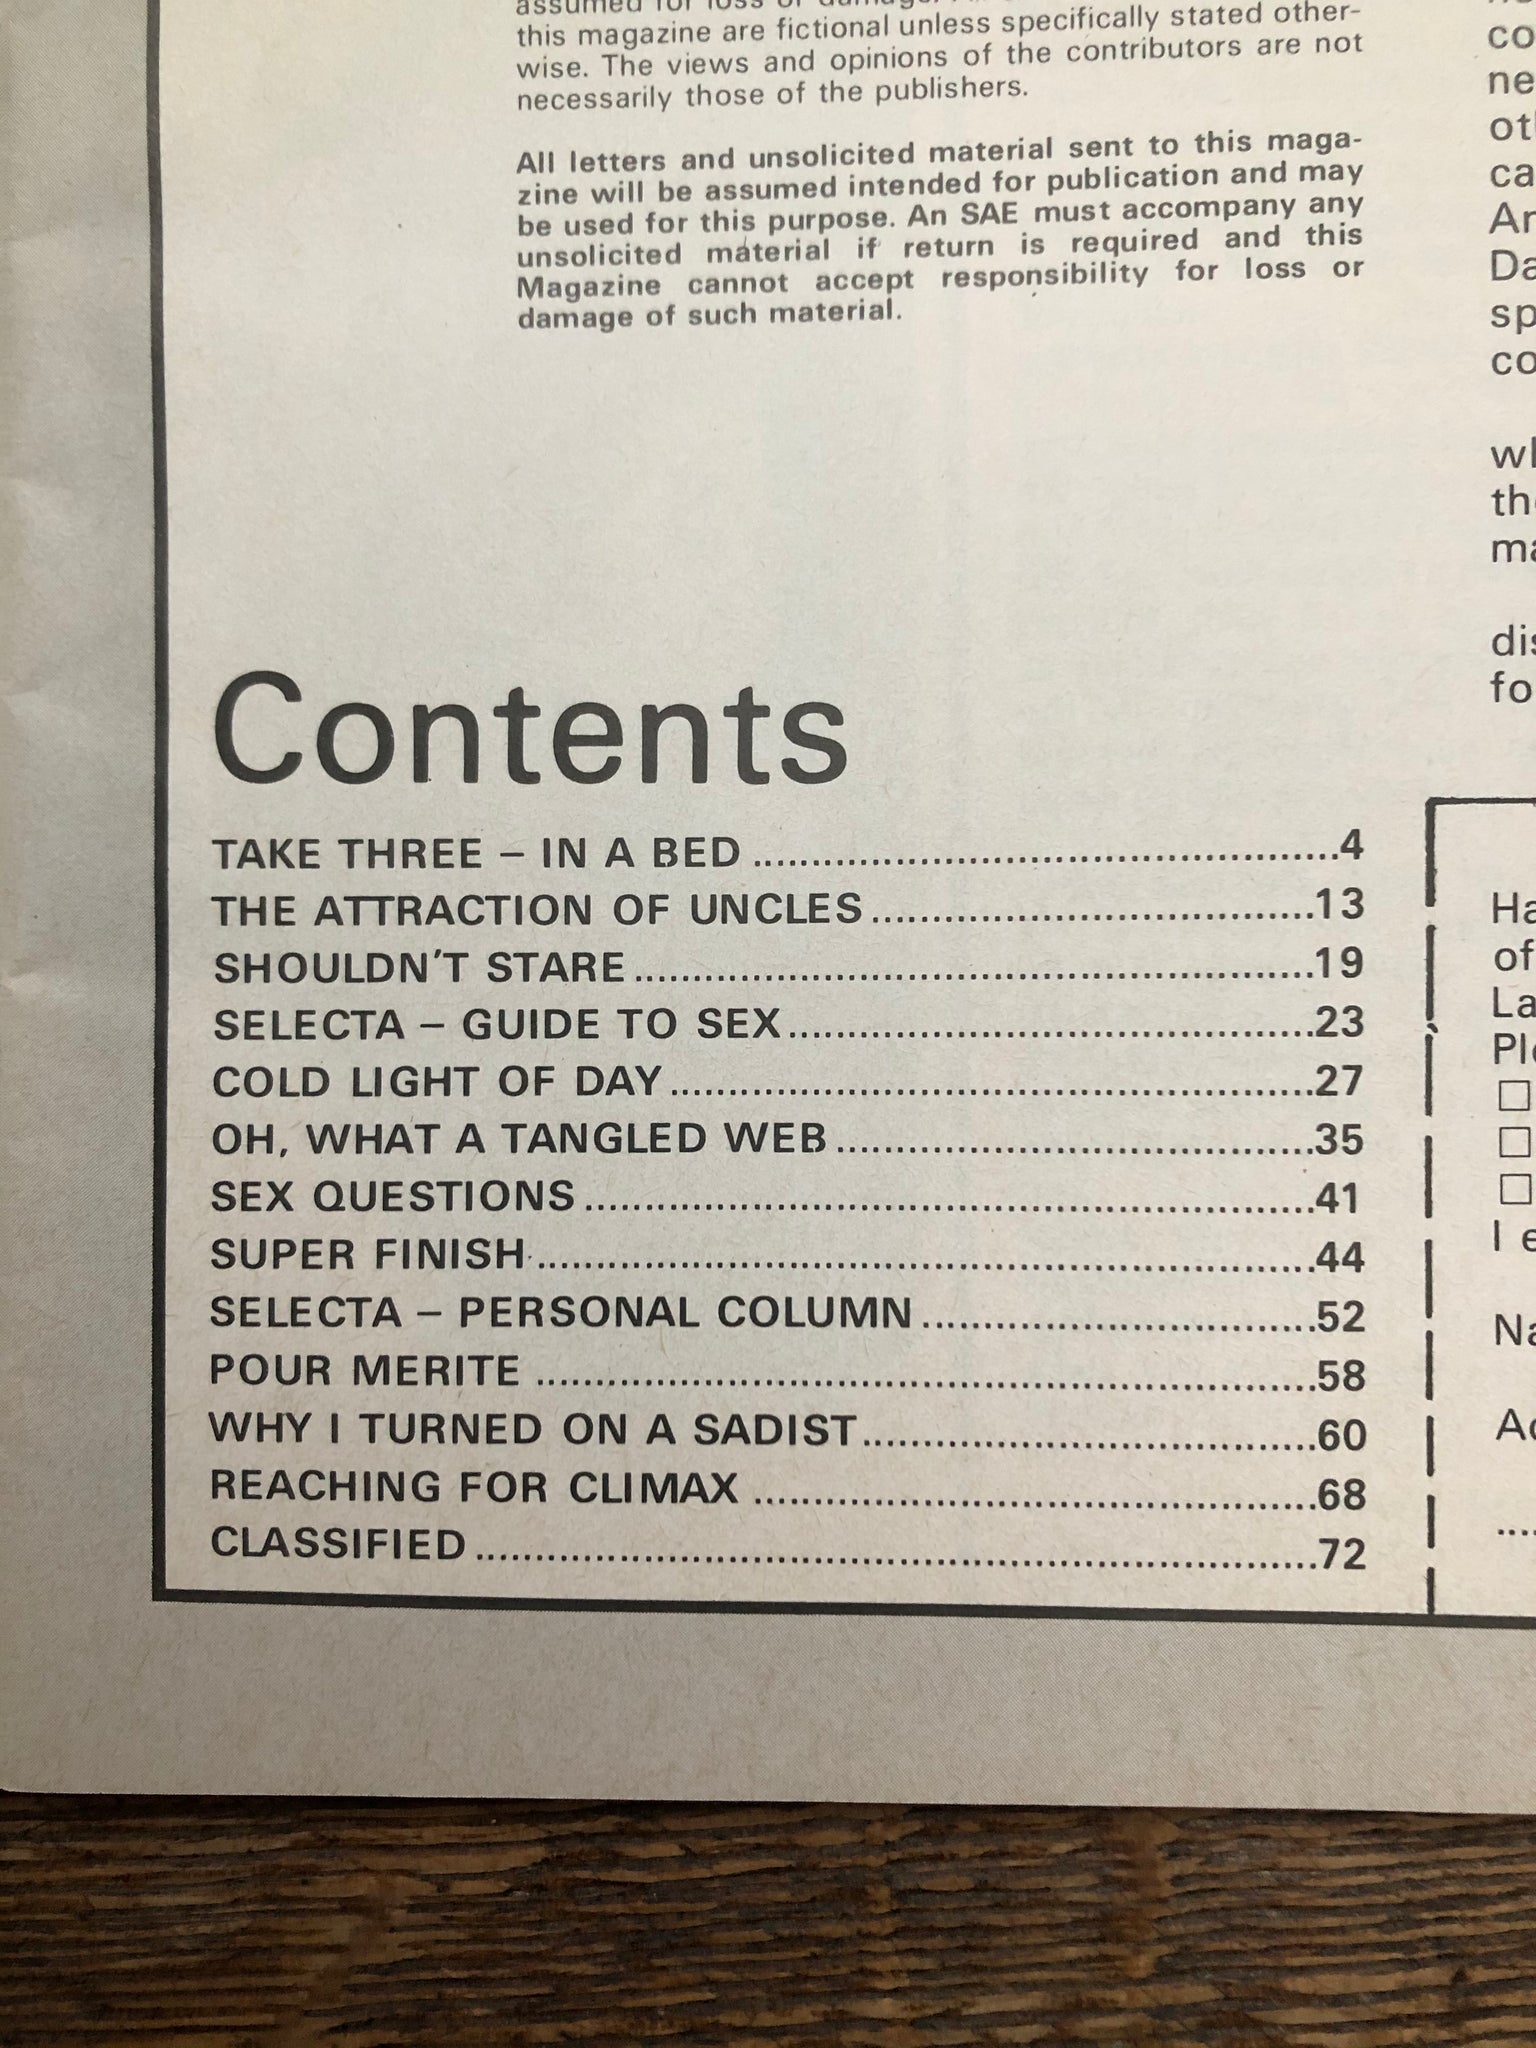 this magazine are fictional unless specifically stated other-
wise. The views and opinions of the contributors are not
necessarily those of the publishers.
All letters and unsolicited material sent to this maga-
zine will be assumed intended for publication and may
be used for this purpose. An SAE must accompany any
unsolicited material if return is required and this
Magazine cannot accept responsibility for loss or
damage of such material.
Contents
TAKE THREE – IN A BED ..........4
THE ATTRACTION OF UNCLES..........13
SHOULDN'T STARE..........19
SELECTA – GUIDE TO SEX..........23
COLD LIGHT OF DAY..........27
OH, WHAT A TANGLED WEB..........35
SEX QUESTIONS..........41
SUPER FINISH..........44
SELECTA – PERSONAL COLUMN..........52
POUR MERITE ..........58
WHY I TURNED ON A SADIST..........60
REACHING FOR CLIMAX ..........68
CLASSIFIED..........72